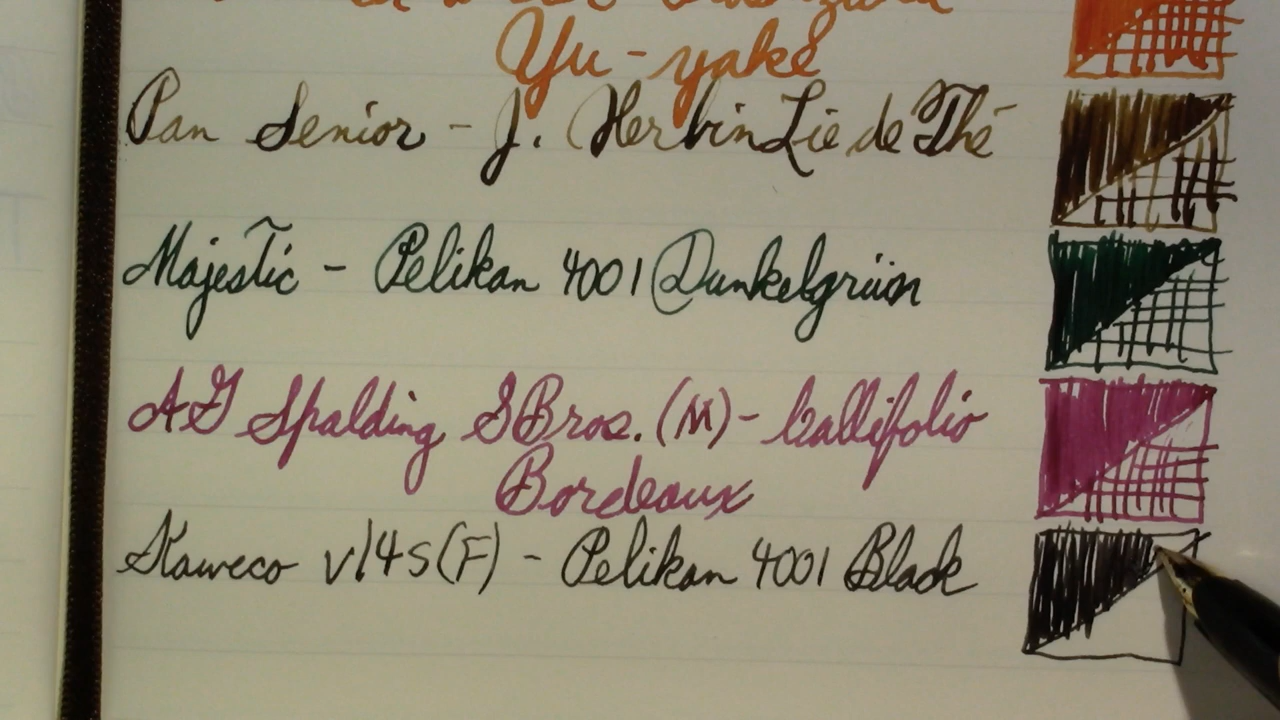 Yu-yake
Pan Senior - J. Herbin Lie de Thé
Majestic - Pelikan 4001 Dunkelgrün
AG Spalding & Bros. (M) - Callifolio
Bordeaux
Kaweco V14S (F) - Pelikan 4001 Black